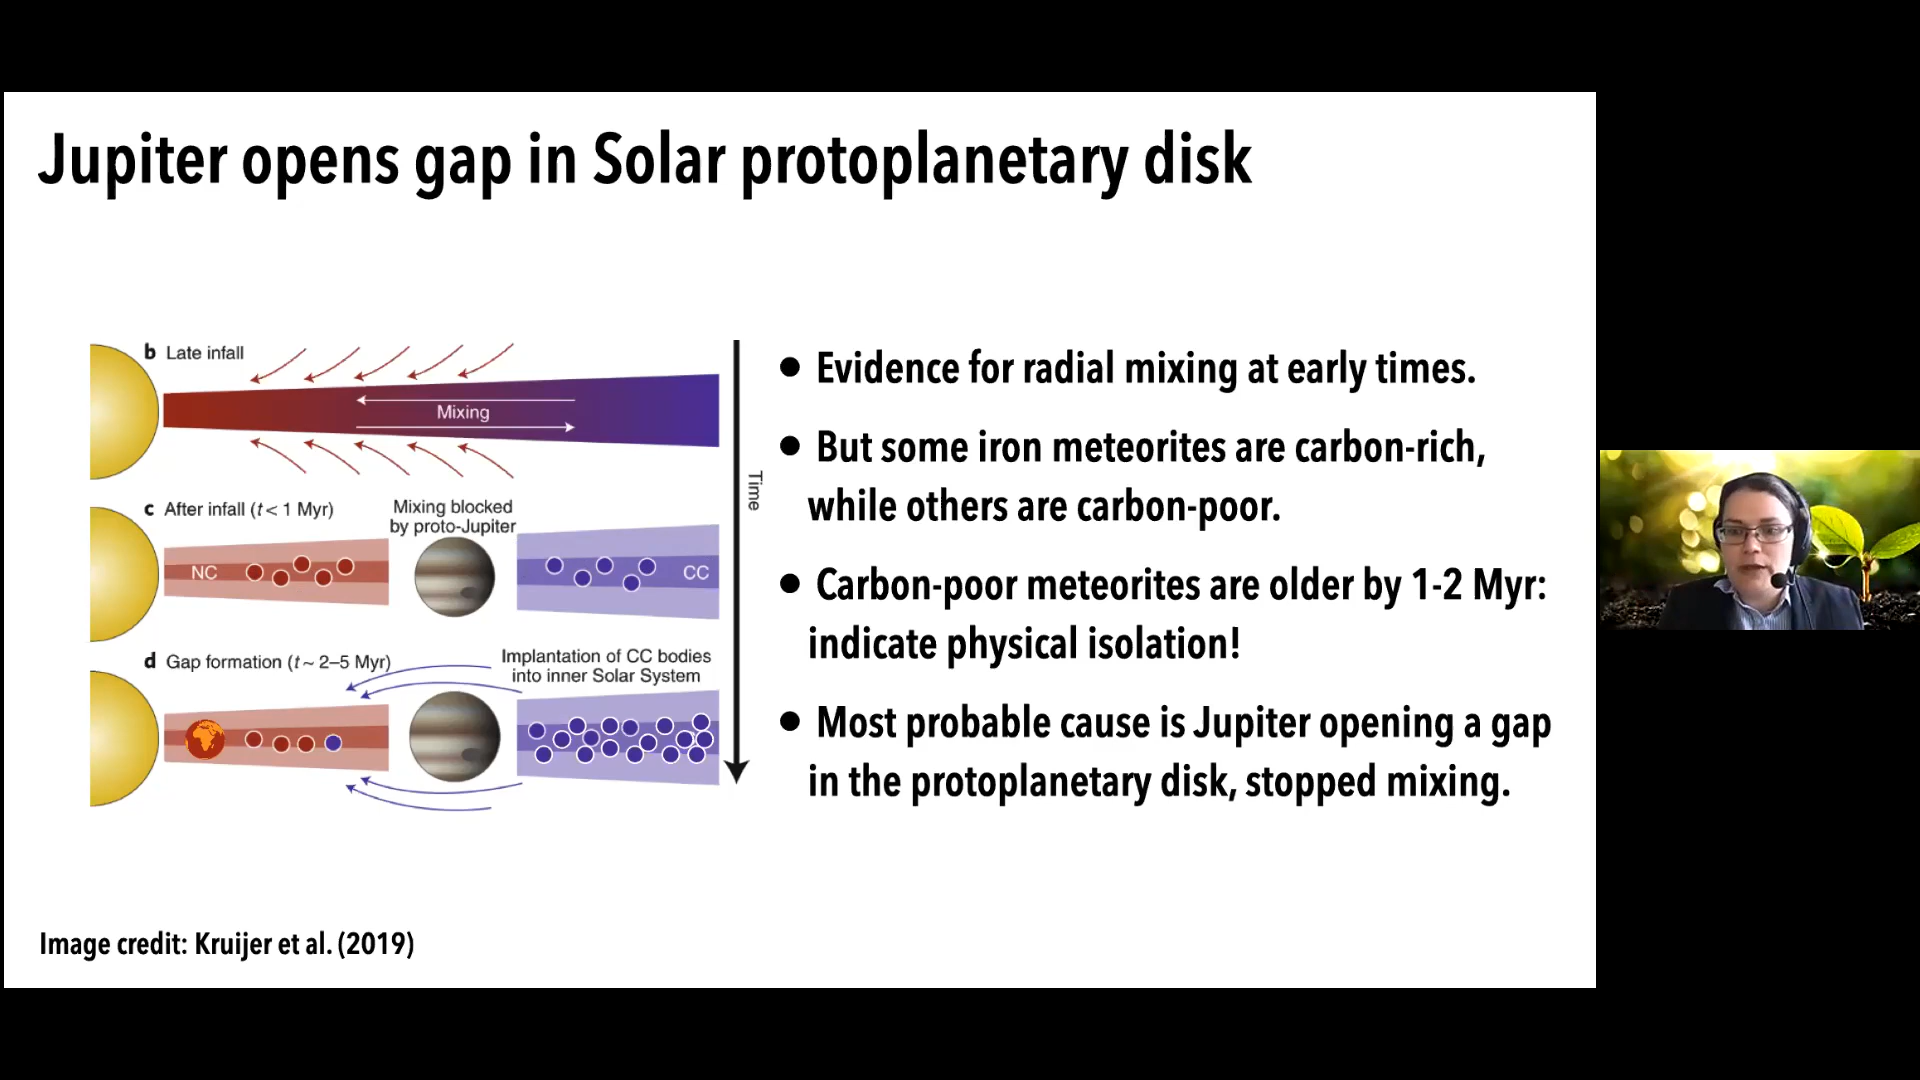 Jupiter opens gap in Solar protoplanetary disk
b Late infall
Mixing
c After infall (t < 1 Myr)
Mixing blocked
by proto-Jupiter
NC
CC
d Gap formation (t ~ 2–5 Myr)
Implantation of CC bodies
into inner Solar System
Time
● Evidence for radial mixing at early times.
● But some iron meteorites are carbon-rich,
while others are carbon-poor.
● Carbon-poor meteorites are older by 1-2 Myr:
indicate physical isolation!
● Most probable cause is Jupiter opening a gap
in the protoplanetary disk, stopped mixing.
Image credit: Kruijer et al. (2019)